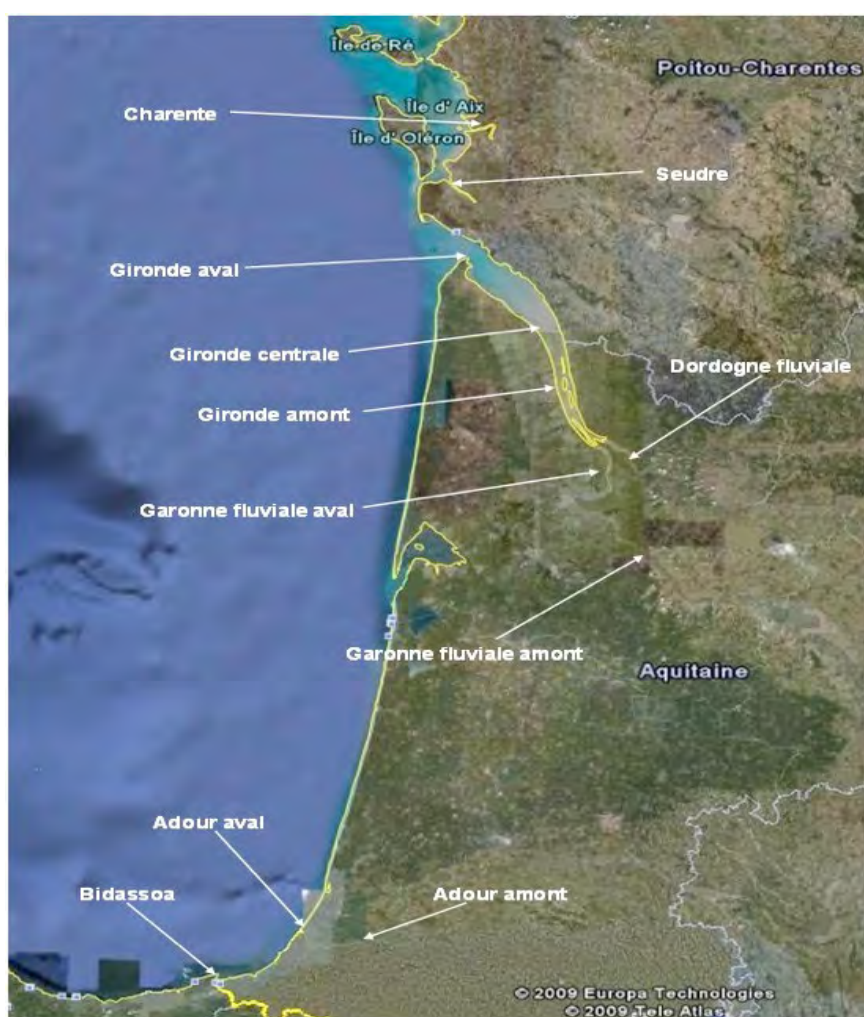 Île de Ré
Poitou-Charentes
Île d' Aix
Charente
Île d' Oléron
Seudre
Gironde aval
Gironde centrale
Dordogne fluviale
Gironde amont
Garonne fluviale aval
Garonne fluviale amont
Aquitaine
Adour aval
Bidassoa
Adour amont
© 2009 Europa Technologies
© 2009 Tele Atlas